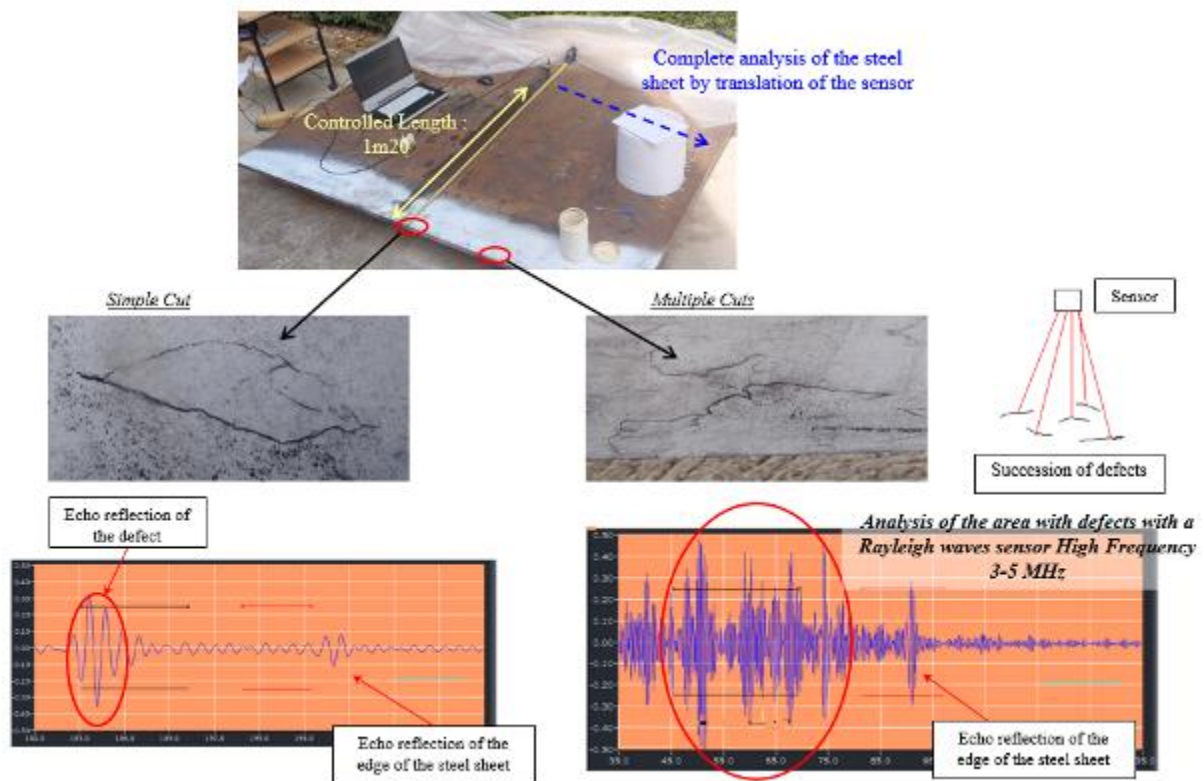 Complete analysis of the steel
sheet by translation of the sensor
Controlled Length :
1m20
Simple Cut
Multiple Cuts
Sensor
Succession of defects
Echo reflection of
the defect
Analysis of the area with defects with a
Rayleigh waves sensor High Frequency
3-5 MHz
Echo reflection of the
edge of the steel sheet
Echo reflection of the
edge of the steel sheet